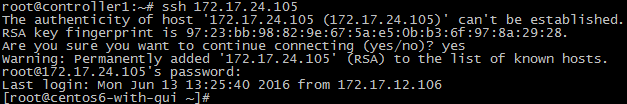 root@controller1:~# ssh 172.17.24.105
The authenticity of host '172.17.24.105 (172.17.24.105)' can't be established.
RSA key fingerprint is 97:23:bb:98:82:9e:67:5a:e5:0b:b3:6f:97:8a:29:28.
Are you sure you want to continue connecting (yes/no)? yes
Warning: Permanently added '172.17.24.105' (RSA) to the list of known hosts.
root@172.17.24.105's password:
Last login: Mon Jun 13 13:25:40 2016 from 172.17.12.106
[root@centos6-with-gui ~]#